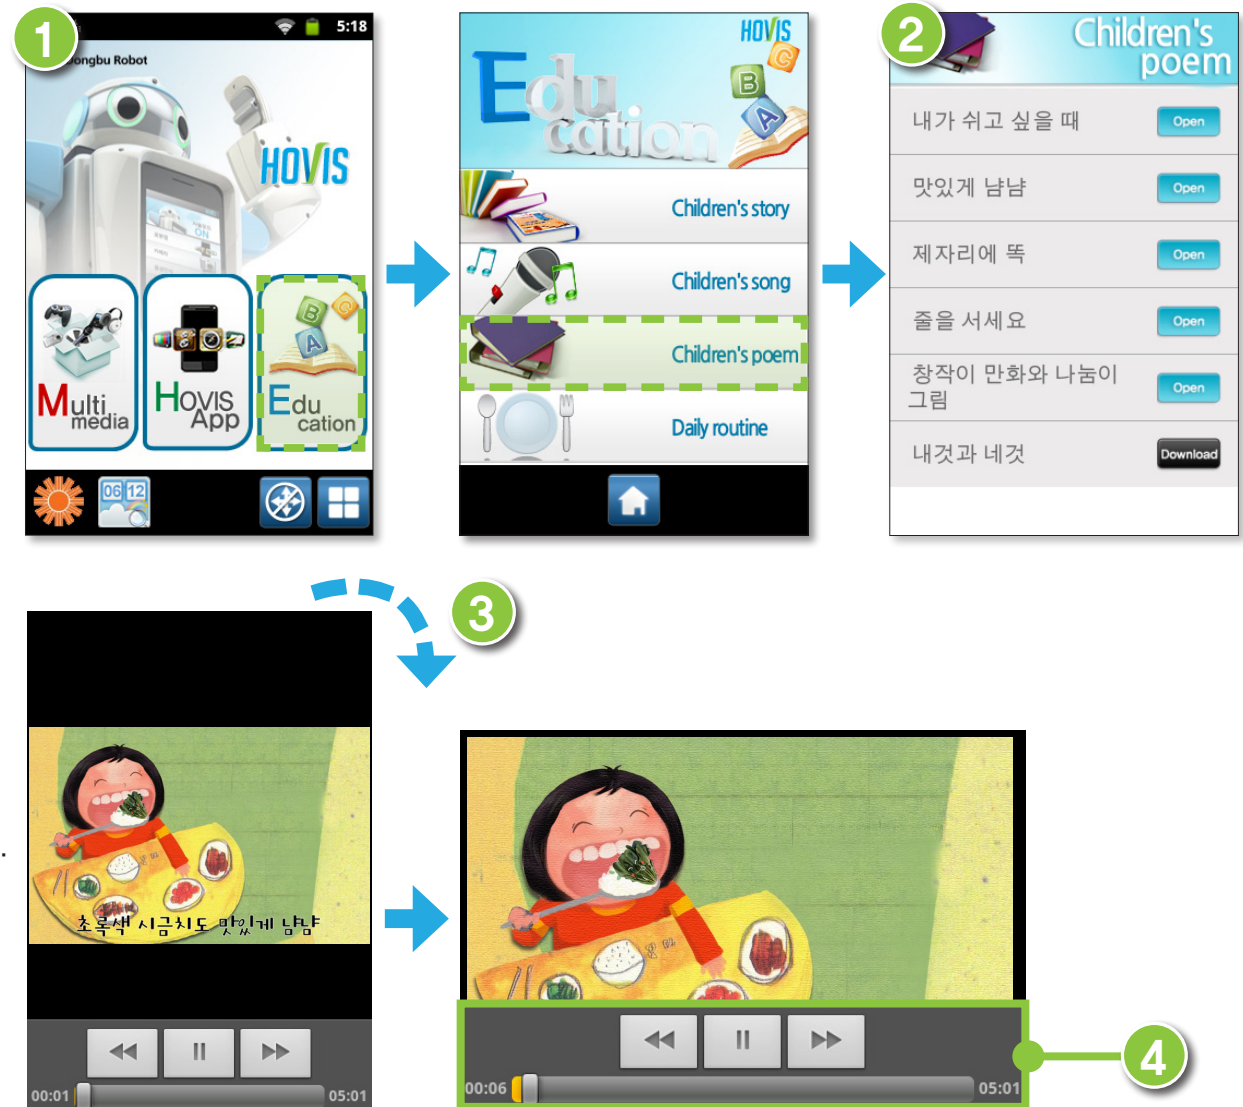 1
5:18
Dongbu Robot
HOVIS
ON
Multi
media
HOVIS
App
Edu
cation
06 12
HOVIS
Edu
cation
Children's story
Children's song
Children's poem
Daily routine
2
Children's
poem
내가 쉬고 싶을 때
Open
맛있게 냠냠
Open
제자리에 똑
Open
줄을 서세요
Open
창작이 만화와 나눔이
그림
Open
내것과 네것
Download
3
초록색 시금치도 맛있게 냠냠
00:01
05:01
00:06
05:01
4